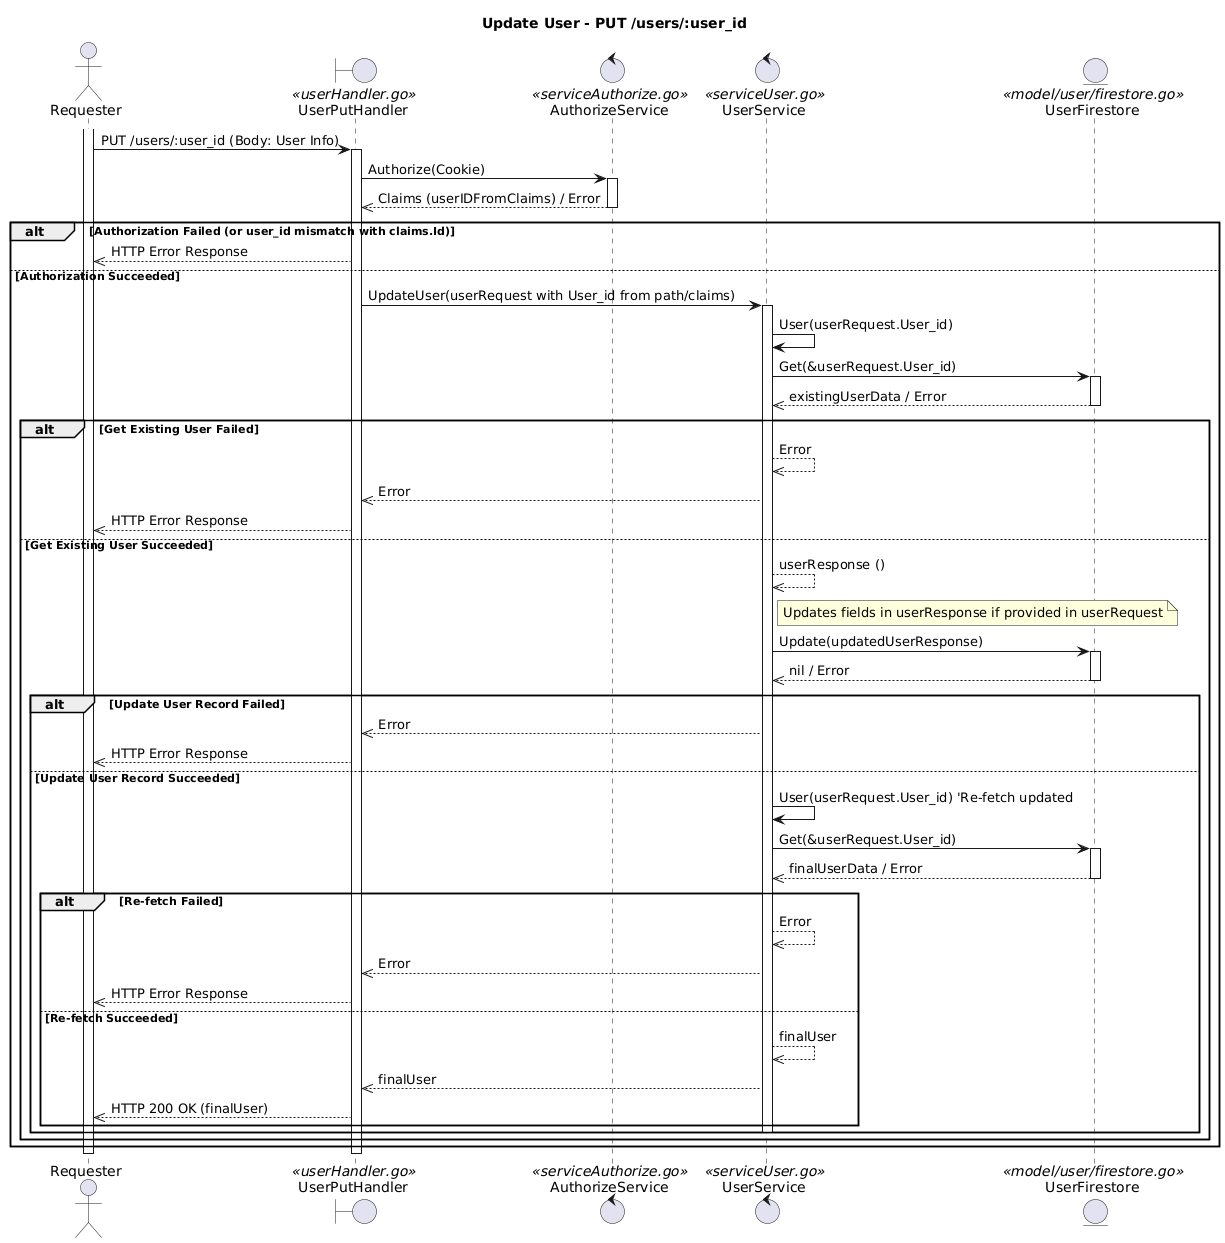 Update User - PUT /users/:user_id
Requester
«userHandler.go»
UserPutHandler
«serviceAuthorize.go»
AuthorizeService
«serviceUser.go»
UserService
«model/user/firestore.go»
UserFirestore
PUT /users/:user_id (Body: User Info)
Authorize(Cookie)
Claims (userIDFromClaims) / Error
alt [Authorization Failed (or user_id mismatch with claims.Id)]
HTTP Error Response
[Authorization Succeeded]
UpdateUser(userRequest with User_id from path/claims)
User(userRequest.User_id)
Get(&userRequest.User_id)
existingUserData / Error
alt [Get Existing User Failed]
Error
Error
HTTP Error Response
[Get Existing User Succeeded]
userResponse ()
Updates fields in userResponse if provided in userRequest
Update(updatedUserResponse)
nil / Error
alt [Update User Record Failed]
Error
HTTP Error Response
[Update User Record Succeeded]
User(userRequest.User_id) 'Re-fetch updated
Get(&userRequest.User_id)
finalUserData / Error
alt [Re-fetch Failed]
Error
Error
HTTP Error Response
[Re-fetch Succeeded]
finalUser
finalUser
HTTP 200 OK (finalUser)
Requester
«userHandler.go»
UserPutHandler
«serviceAuthorize.go»
AuthorizeService
«serviceUser.go»
UserService
«model/user/firestore.go»
UserFirestore